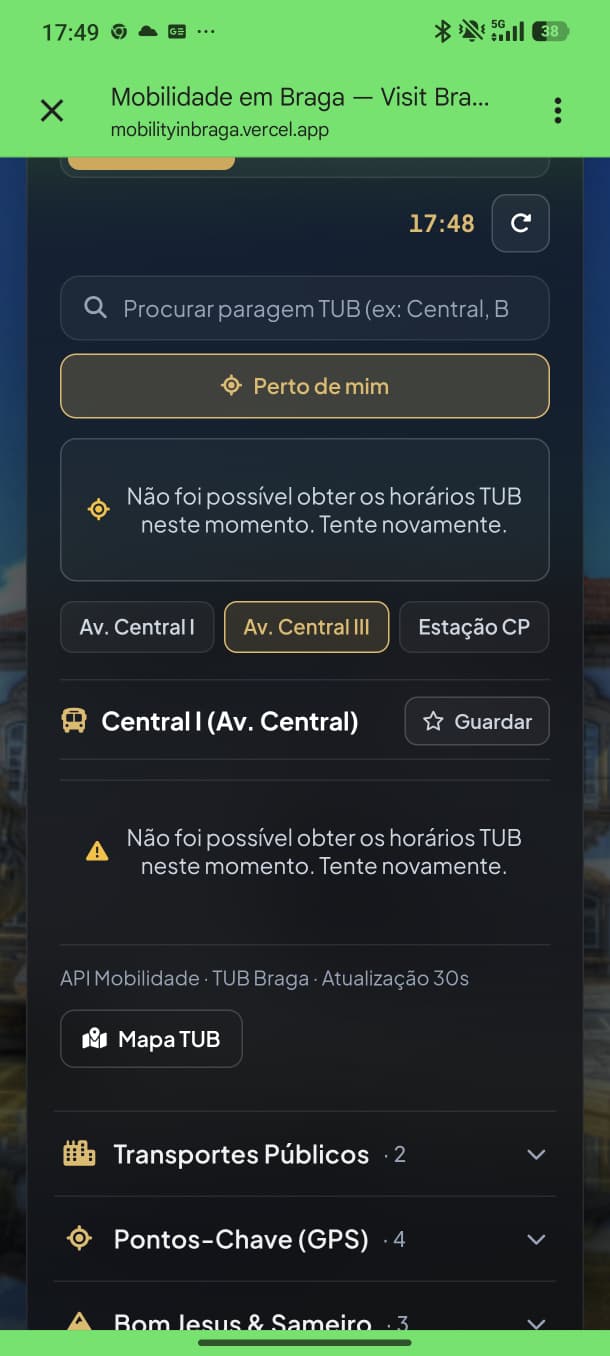 17:49
5G
38
Mobilidade em Braga — Visit Bra...
mobilityinbraga.vercel.app
17:48
Procurar paragem TUB (ex: Central, B
Perto de mim
Não foi possível obter os horários TUB
neste momento. Tente novamente.
Av. Central I
Av. Central III
Estação CP
Central I (Av. Central)
Guardar
Não foi possível obter os horários TUB
neste momento. Tente novamente.
API Mobilidade · TUB Braga · Atualização 30s
Mapa TUB
Transportes Públicos · 2
Pontos-Chave (GPS) · 4
Bom Jesus & Sameiro · 3